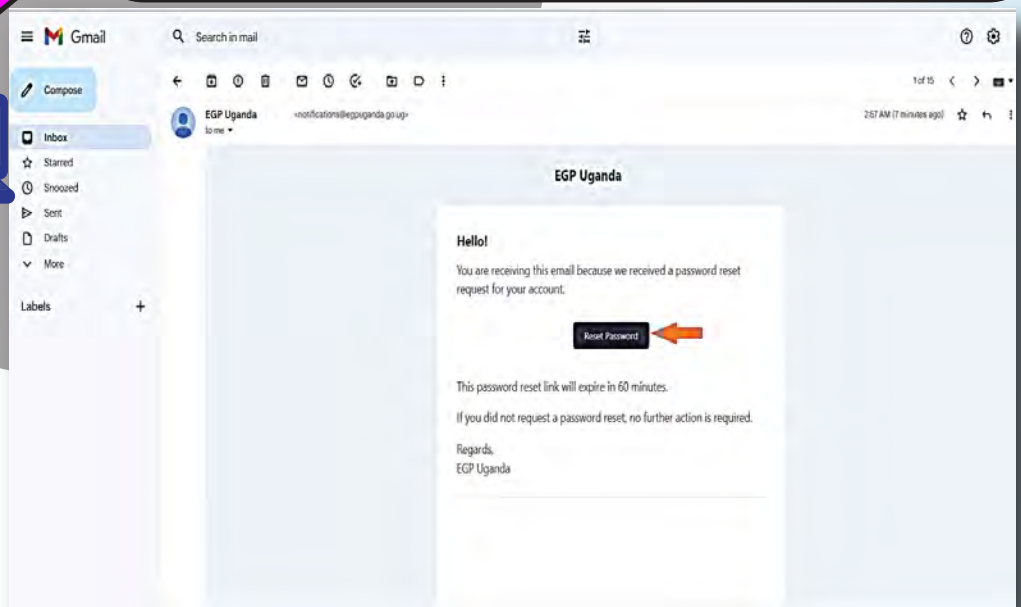 Gmail
Search in mail
Compose
1 of 15
EGP Uganda <notifications@egpuganda.go.ug>
2:57 AM (7 minutes ago)
to me
Inbox
Starred
Snoozed
Sent
Drafts
More
Labels
EGP Uganda
Hello!
You are receiving this email because we received a password reset
request for your account.
Reset Password
This password reset link will expire in 60 minutes.
If you did not request a password reset, no further action is required.
Regards,
EGP Uganda